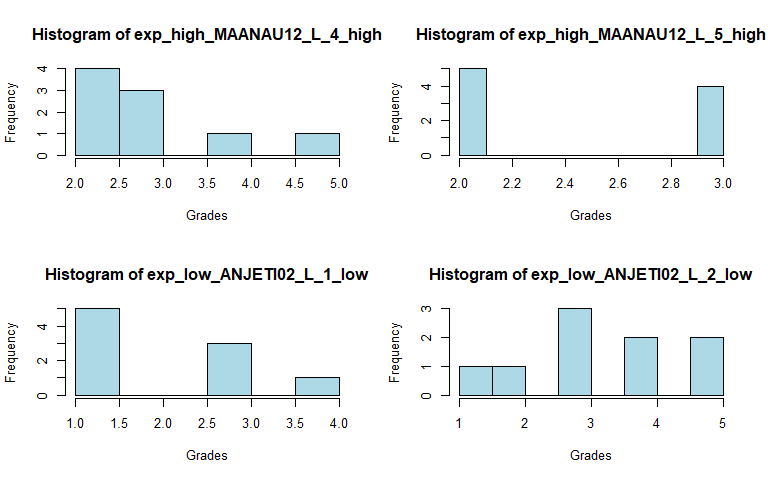 Histogram of exp_high_MAANAU12_L_4_high
Frequency
0 1 2 3 4
2.0 2.5 3.0 3.5 4.0 4.5 5.0
Grades
Histogram of exp_high_MAANAU12_L_5_high
Frequency
0 2 4
2.0 2.2 2.4 2.6 2.8 3.0
Grades
Histogram of exp_low_ANJETI02_L_1_low
Frequency
0 2 4
1.0 1.5 2.0 2.5 3.0 3.5 4.0
Grades
Histogram of exp_low_ANJETI02_L_2_low
Frequency
0 1 2 3
1 2 3 4 5
Grades